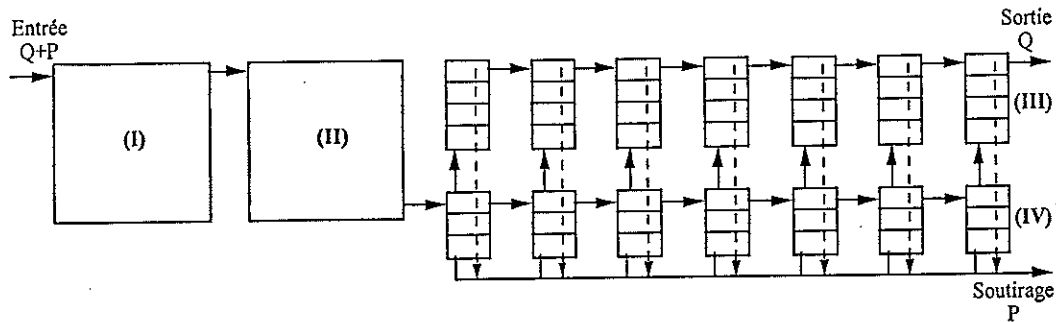 Entrée
Q+P
(I)
(II)
Sortie
Q
(III)
(IV)
Soutirage
P